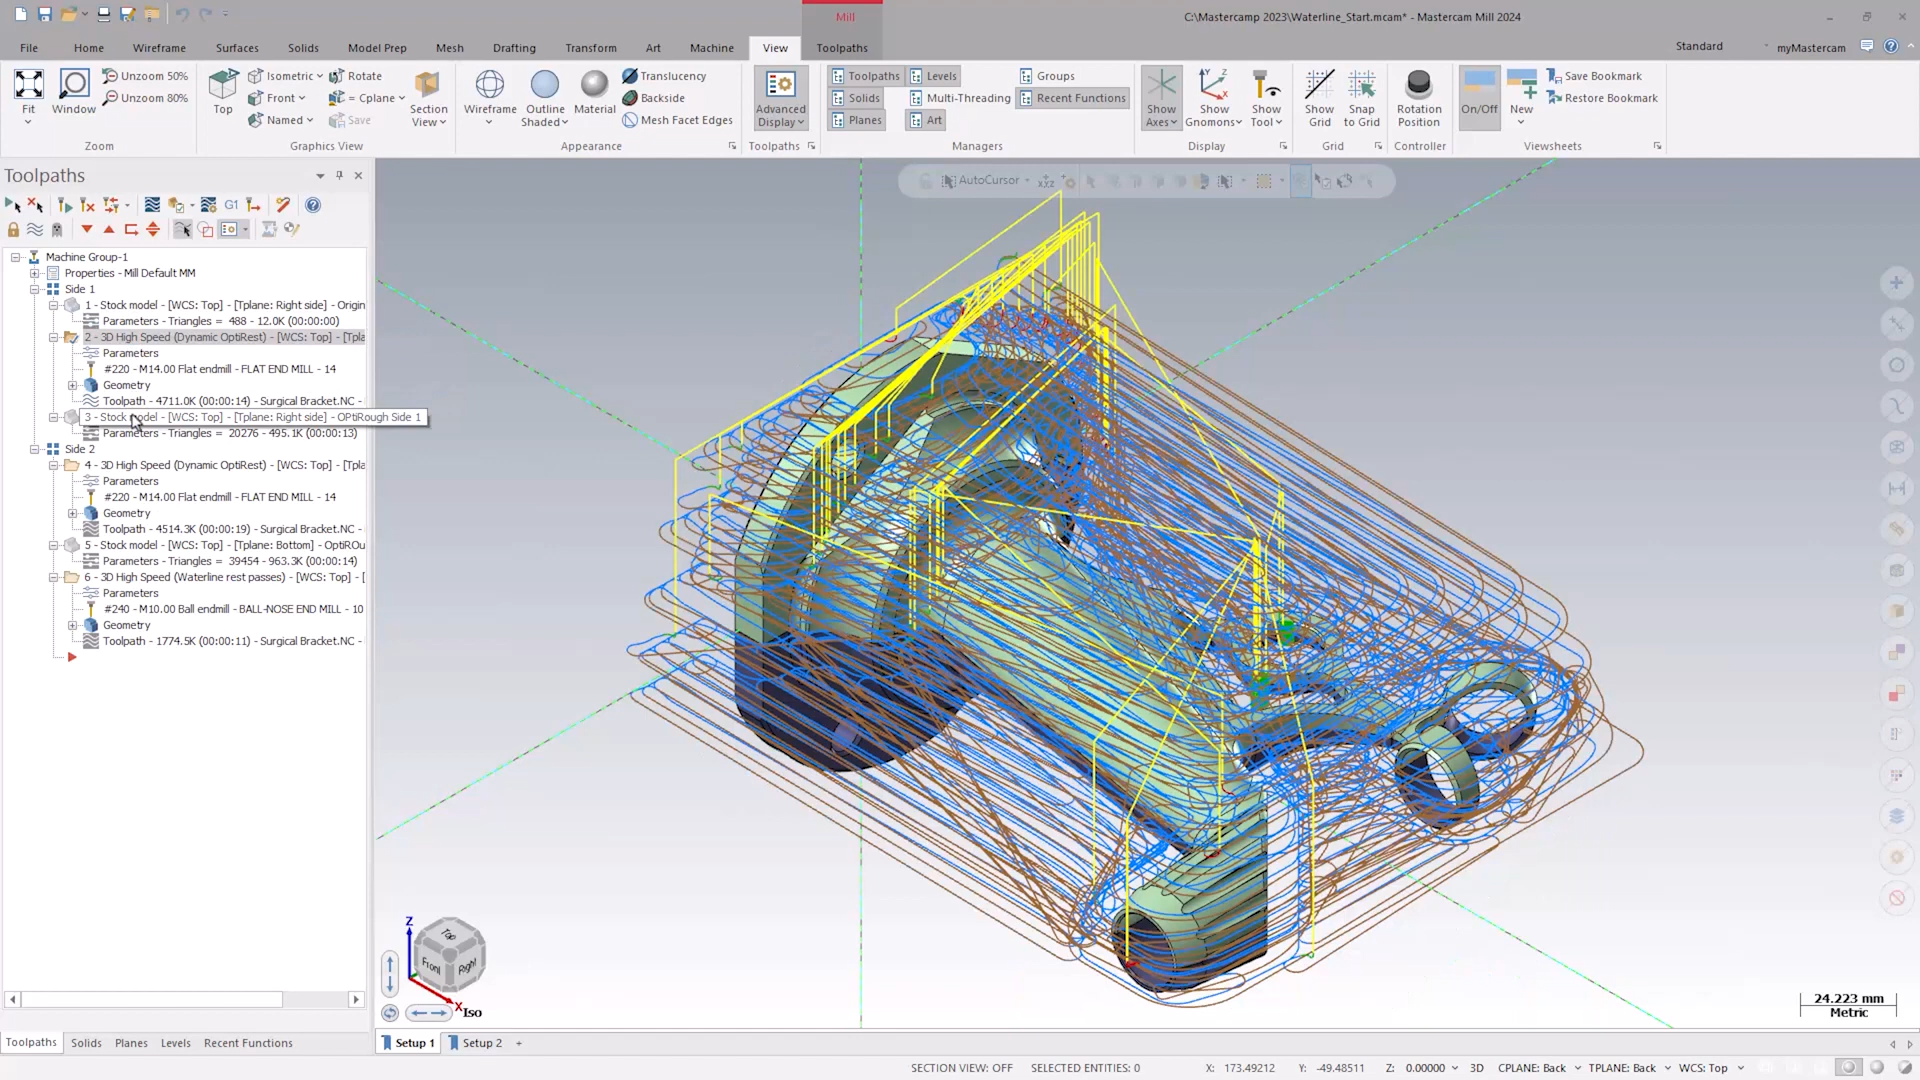 Mill
C:\Mastercamp 2023\Waterline_Start.mcam* - Mastercam Mill 2024
File Home Wireframe Surfaces Solids Model Prep Mesh Drafting Transform Art Machine View Toolpaths Standard myMastercam
Fit
Window
Unzoom 50%
Unzoom 80%
Zoom
Top
Isometric
Front
Named
Rotate
= Cplane
Save
Section View
Graphics View
Wireframe
Outline Shaded
Material
Translucency
Backside
Mesh Facet Edges
Appearance
Advanced Display
Toolpaths
Toolpaths
Solids
Planes
Levels
Multi-Threading
Art
Groups
Recent Functions
Managers
Show Axes
Show Gnomons
Show Tool
Display
Show Grid
Snap to Grid
Grid
Rotation Position
Controller
On/Off
New
Save Bookmark
Restore Bookmark
Viewsheets
Toolpaths
G1
AutoCursor
Machine Group-1
Properties - Mill Default MM
Side 1
1 - Stock model - [WCS: Top] - [Tplane: Right side] - Origin
Parameters - Triangles = 488 - 12.0K (00:00:00)
2 - 3D High Speed (Dynamic OptiRest) - [WCS: Top] - [Tpla
Parameters
#220 - M14.00 Flat endmill - FLAT END MILL - 14
Geometry
Toolpath - 4711.0K (00:00:14) - Surgical Bracket.NC -
3 - Stock model - [WCS: Top] - [Tplane: Right side] - OPtiRough Side 1
Parameters - Triangles = 20276 - 495.1K (00:00:13)
Side 2
4 - 3D High Speed (Dynamic OptiRest) - [WCS: Top] - [Tpla
Parameters
#220 - M14.00 Flat endmill - FLAT END MILL - 14
Geometry
Toolpath - 4514.3K (00:00:19) - Surgical Bracket.NC -
5 - Stock model - [WCS: Top] - [Tplane: Bottom] - OptiROu
Parameters - Triangles = 39454 - 963.3K (00:00:14)
6 - 3D High Speed (Waterline rest passes) - [WCS: Top] - [
Parameters
#240 - M10.00 Ball endmill - BALL-NOSE END MILL - 10
Geometry
Toolpath - 1774.5K (00:00:11) - Surgical Bracket.NC -
Z
Top
Front
Right
X
Iso
24.223 mm
Metric
Toolpaths Solids Planes Levels Recent Functions
Setup 1 Setup 2 +
SECTION VIEW: OFF SELECTED ENTITIES: 0 X: 173.49212 Y: -49.48511 Z: 0.00000 3D CPLANE: Back TPLANE: Back WCS: Top